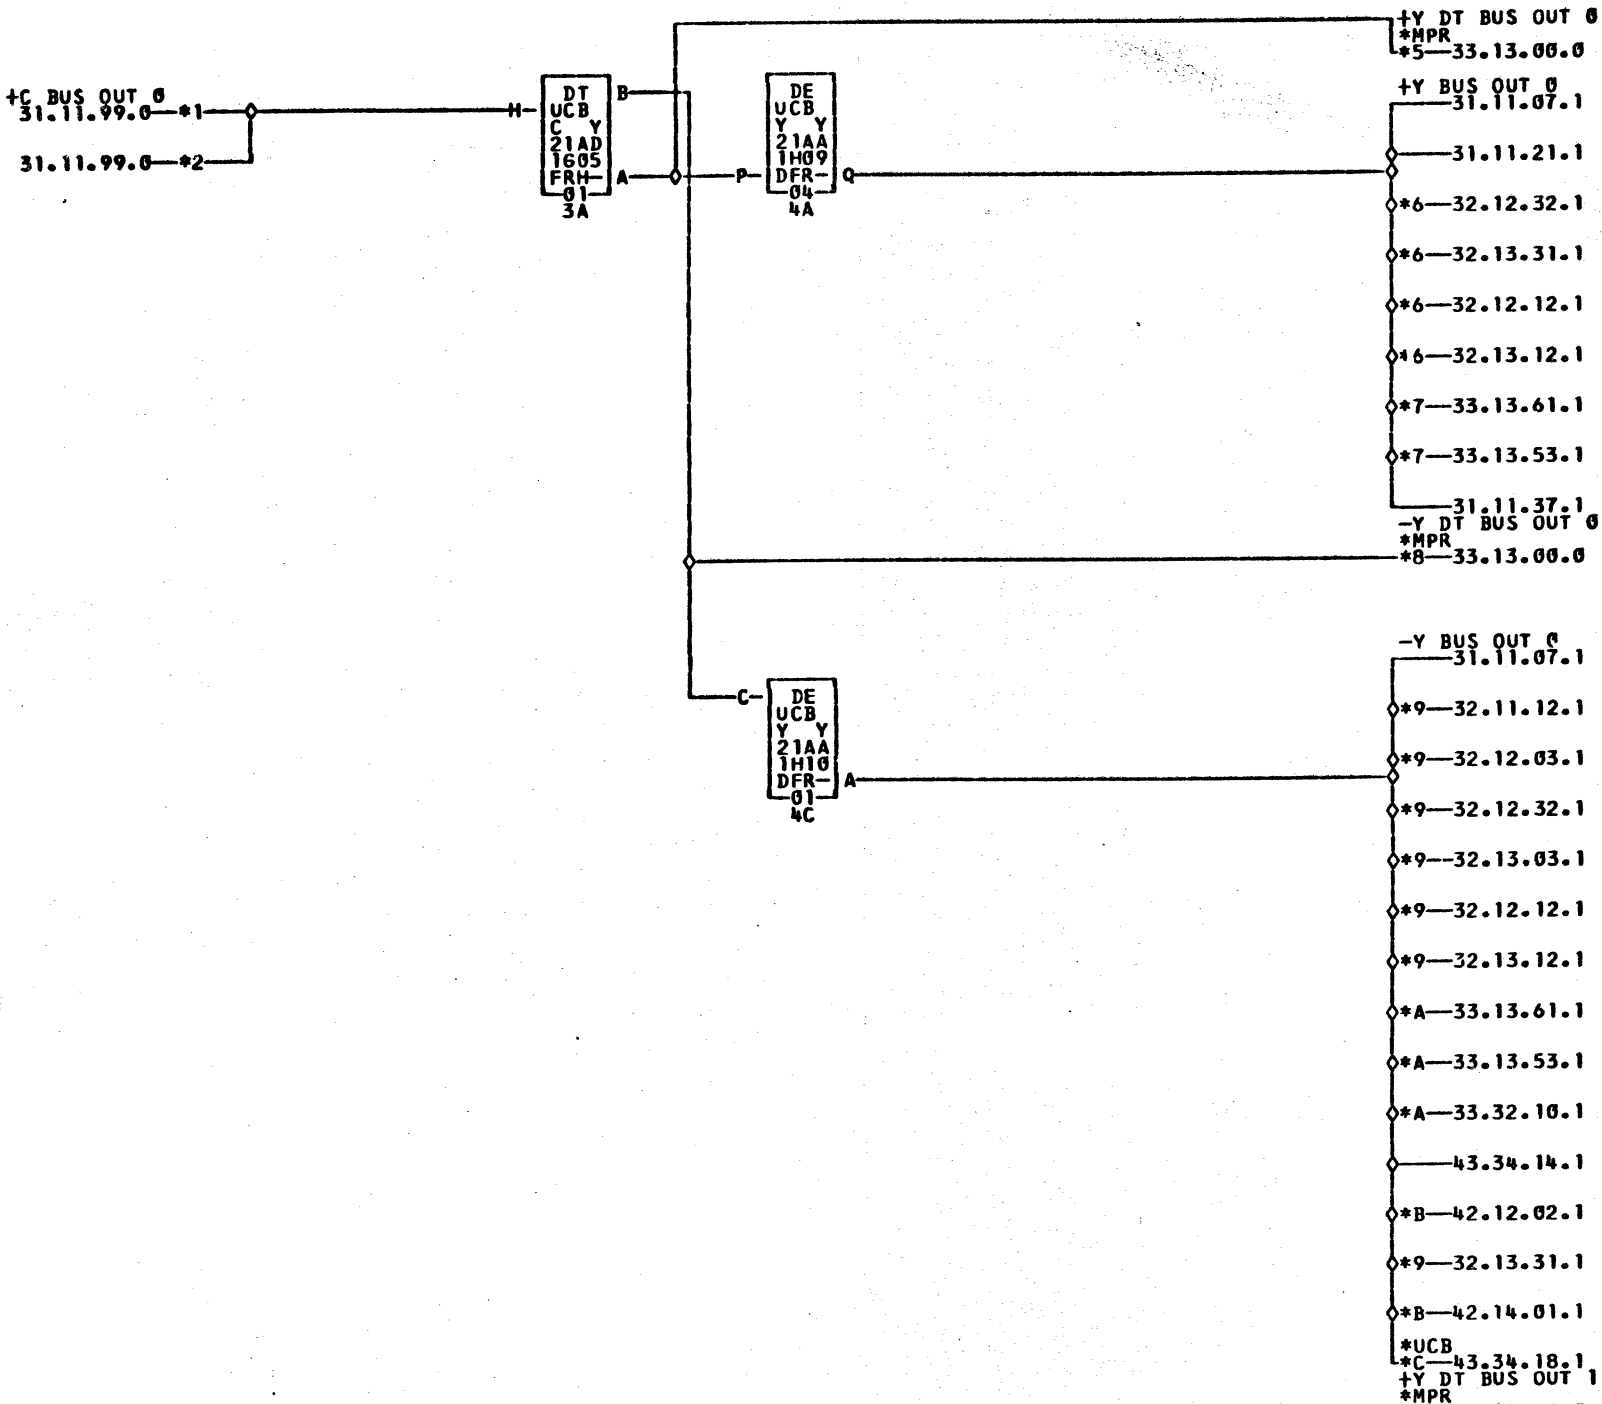 +Y DT BUS OUT 0
*MPR
*5—33.13.00.0
+C BUS OUT 0
31.11.99.0—*1
31.11.99.0—*2
H
DT
UCB
C Y
21AD
1605
FRH
01
3A
B
A
P
DE
UCB
Y Y
21AA
1H09
DFR
04
4A
Q
+Y BUS OUT 0
31.11.07.1
31.11.21.1
*6—32.12.32.1
*6—32.13.31.1
*6—32.12.12.1
*6—32.13.12.1
*7—33.13.61.1
*7—33.13.53.1
31.11.37.1
-Y DT BUS OUT 0
*MPR
*8—33.13.00.0
C
DE
UCB
Y Y
21AA
1H10
DFR
01
4C
A
-Y BUS OUT 0
31.11.07.1
*9—32.11.12.1
*9—32.12.03.1
*9—32.12.32.1
*9—32.13.03.1
*9—32.12.12.1
*9—32.13.12.1
*A—33.13.61.1
*A—33.13.53.1
*A—33.32.10.1
43.34.14.1
*B—42.12.02.1
*9—32.13.31.1
*B—42.14.01.1
*UCB
*C—43.34.18.1
+Y DT BUS OUT 1
*MPR